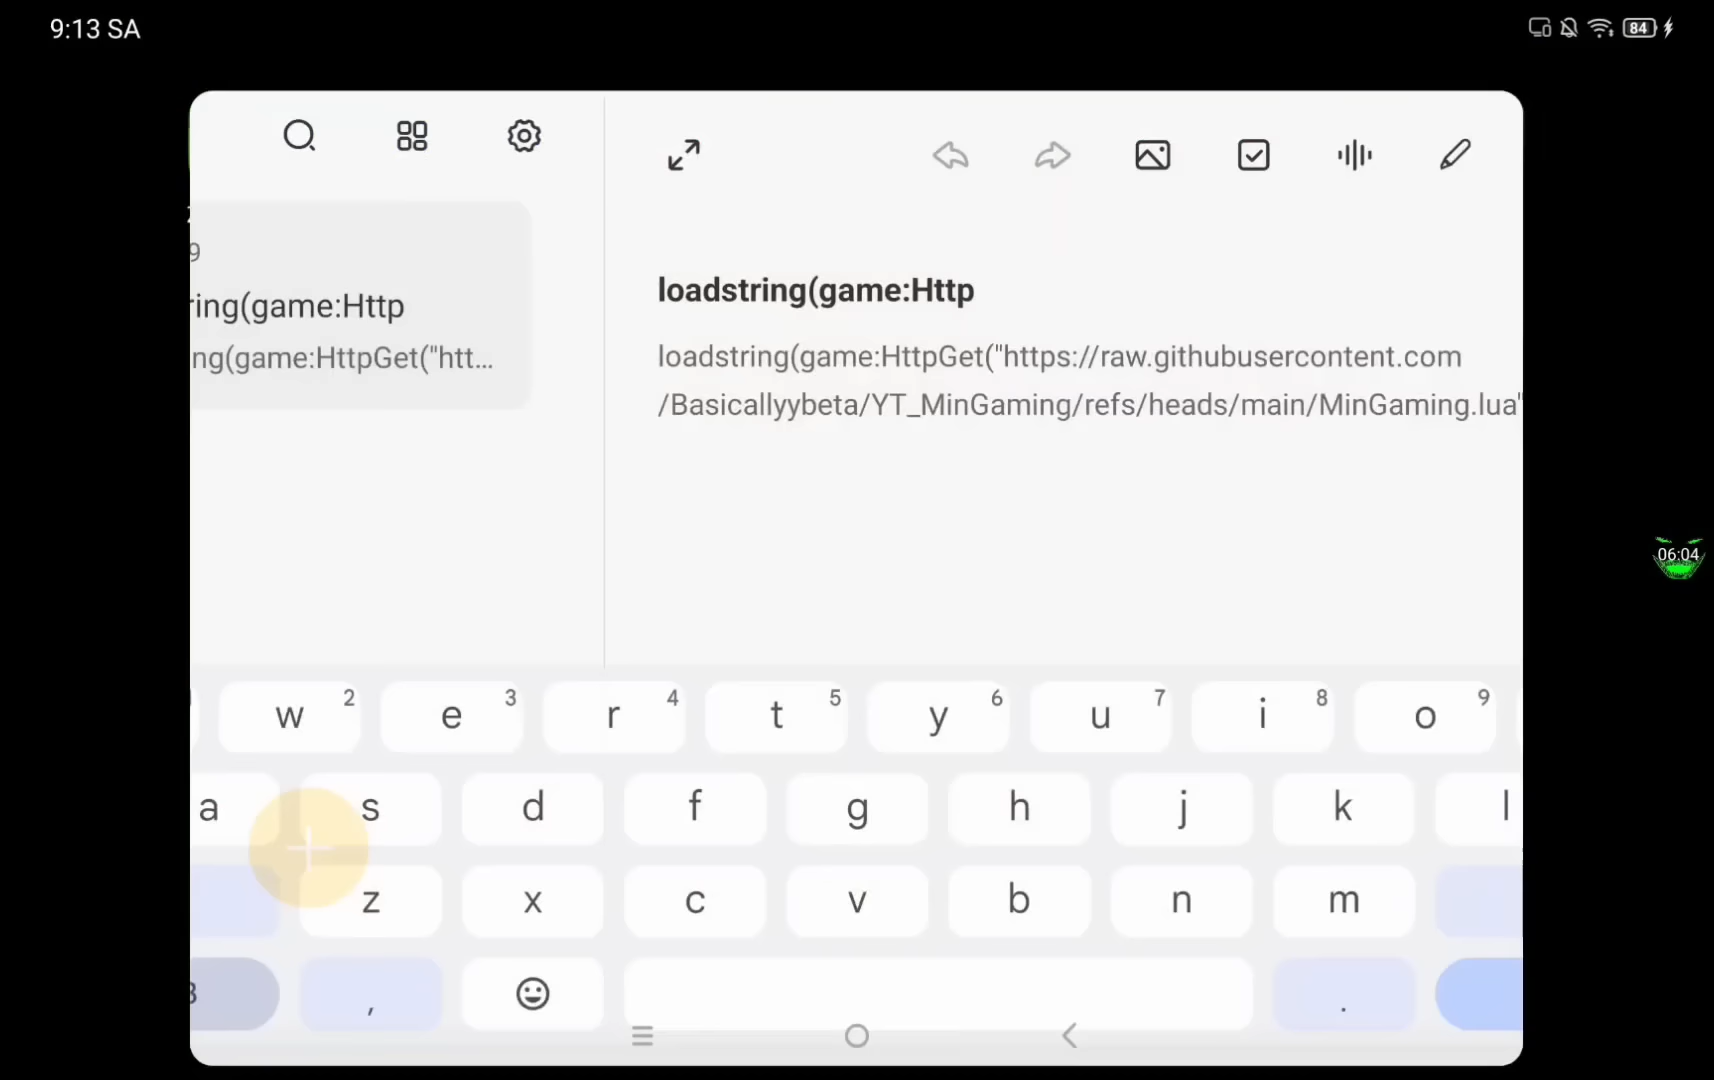 9:13 SA
84
9
ring(game:Http
ng(game:HttpGet("htt...
loadstring(game:Http
loadstring(game:HttpGet("https://raw.githubusercontent.com
/Basicallyybeta/YT_MinGaming/refs/heads/main/MinGaming.lua"
06:04
w 2 e 3 r 4 t 5 y 6 u 7 i 8 o 9
a s d f g h j k l
z x c v b n m
, .